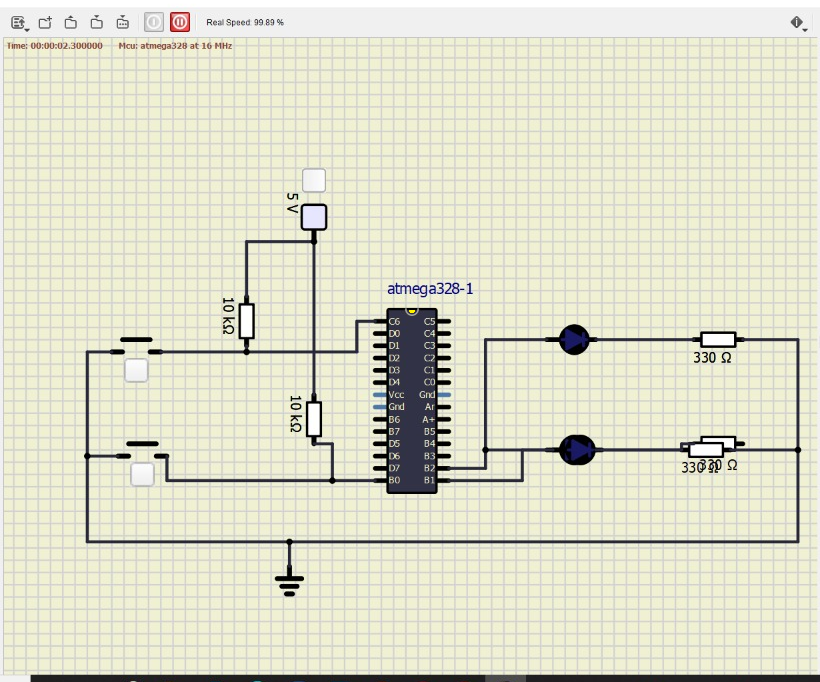 Real Speed: 99.89 %
Time: 00:00:02.300000 Mcu: atmega328 at 16 MHz
5 V
atmega328-1
10 kΩ
C6 C5
D0 C4
D1 C3
D2 C2
D3 C1
D4 C0
Vcc Gnd
Gnd Ar
B6 A+
B7 B5
D5 B4
D6 B3
D7 B2
B0 B1
330 Ω
10 kΩ
330 Ω
330 Ω